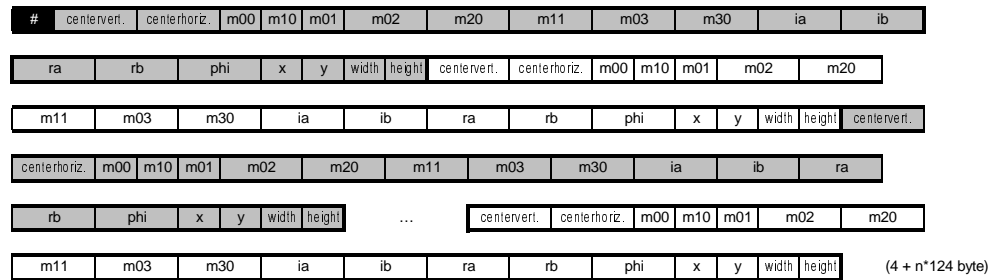 # centervert. centerhoriz. m00 m10 m01 m02 m20 m11 m03 m30 ia ib
ra rb phi x y width height centervert. centerhoriz. m00 m10 m01 m02 m20
m11 m03 m30 ia ib ra rb phi x y width height centervert.
centerhoriz. m00 m10 m01 m02 m20 m11 m03 m30 ia ib ra
rb phi x y width height ... centervert. centerhoriz. m00 m10 m01 m02 m20
m11 m03 m30 ia ib ra rb phi x y width height (4 + n*124 byte)